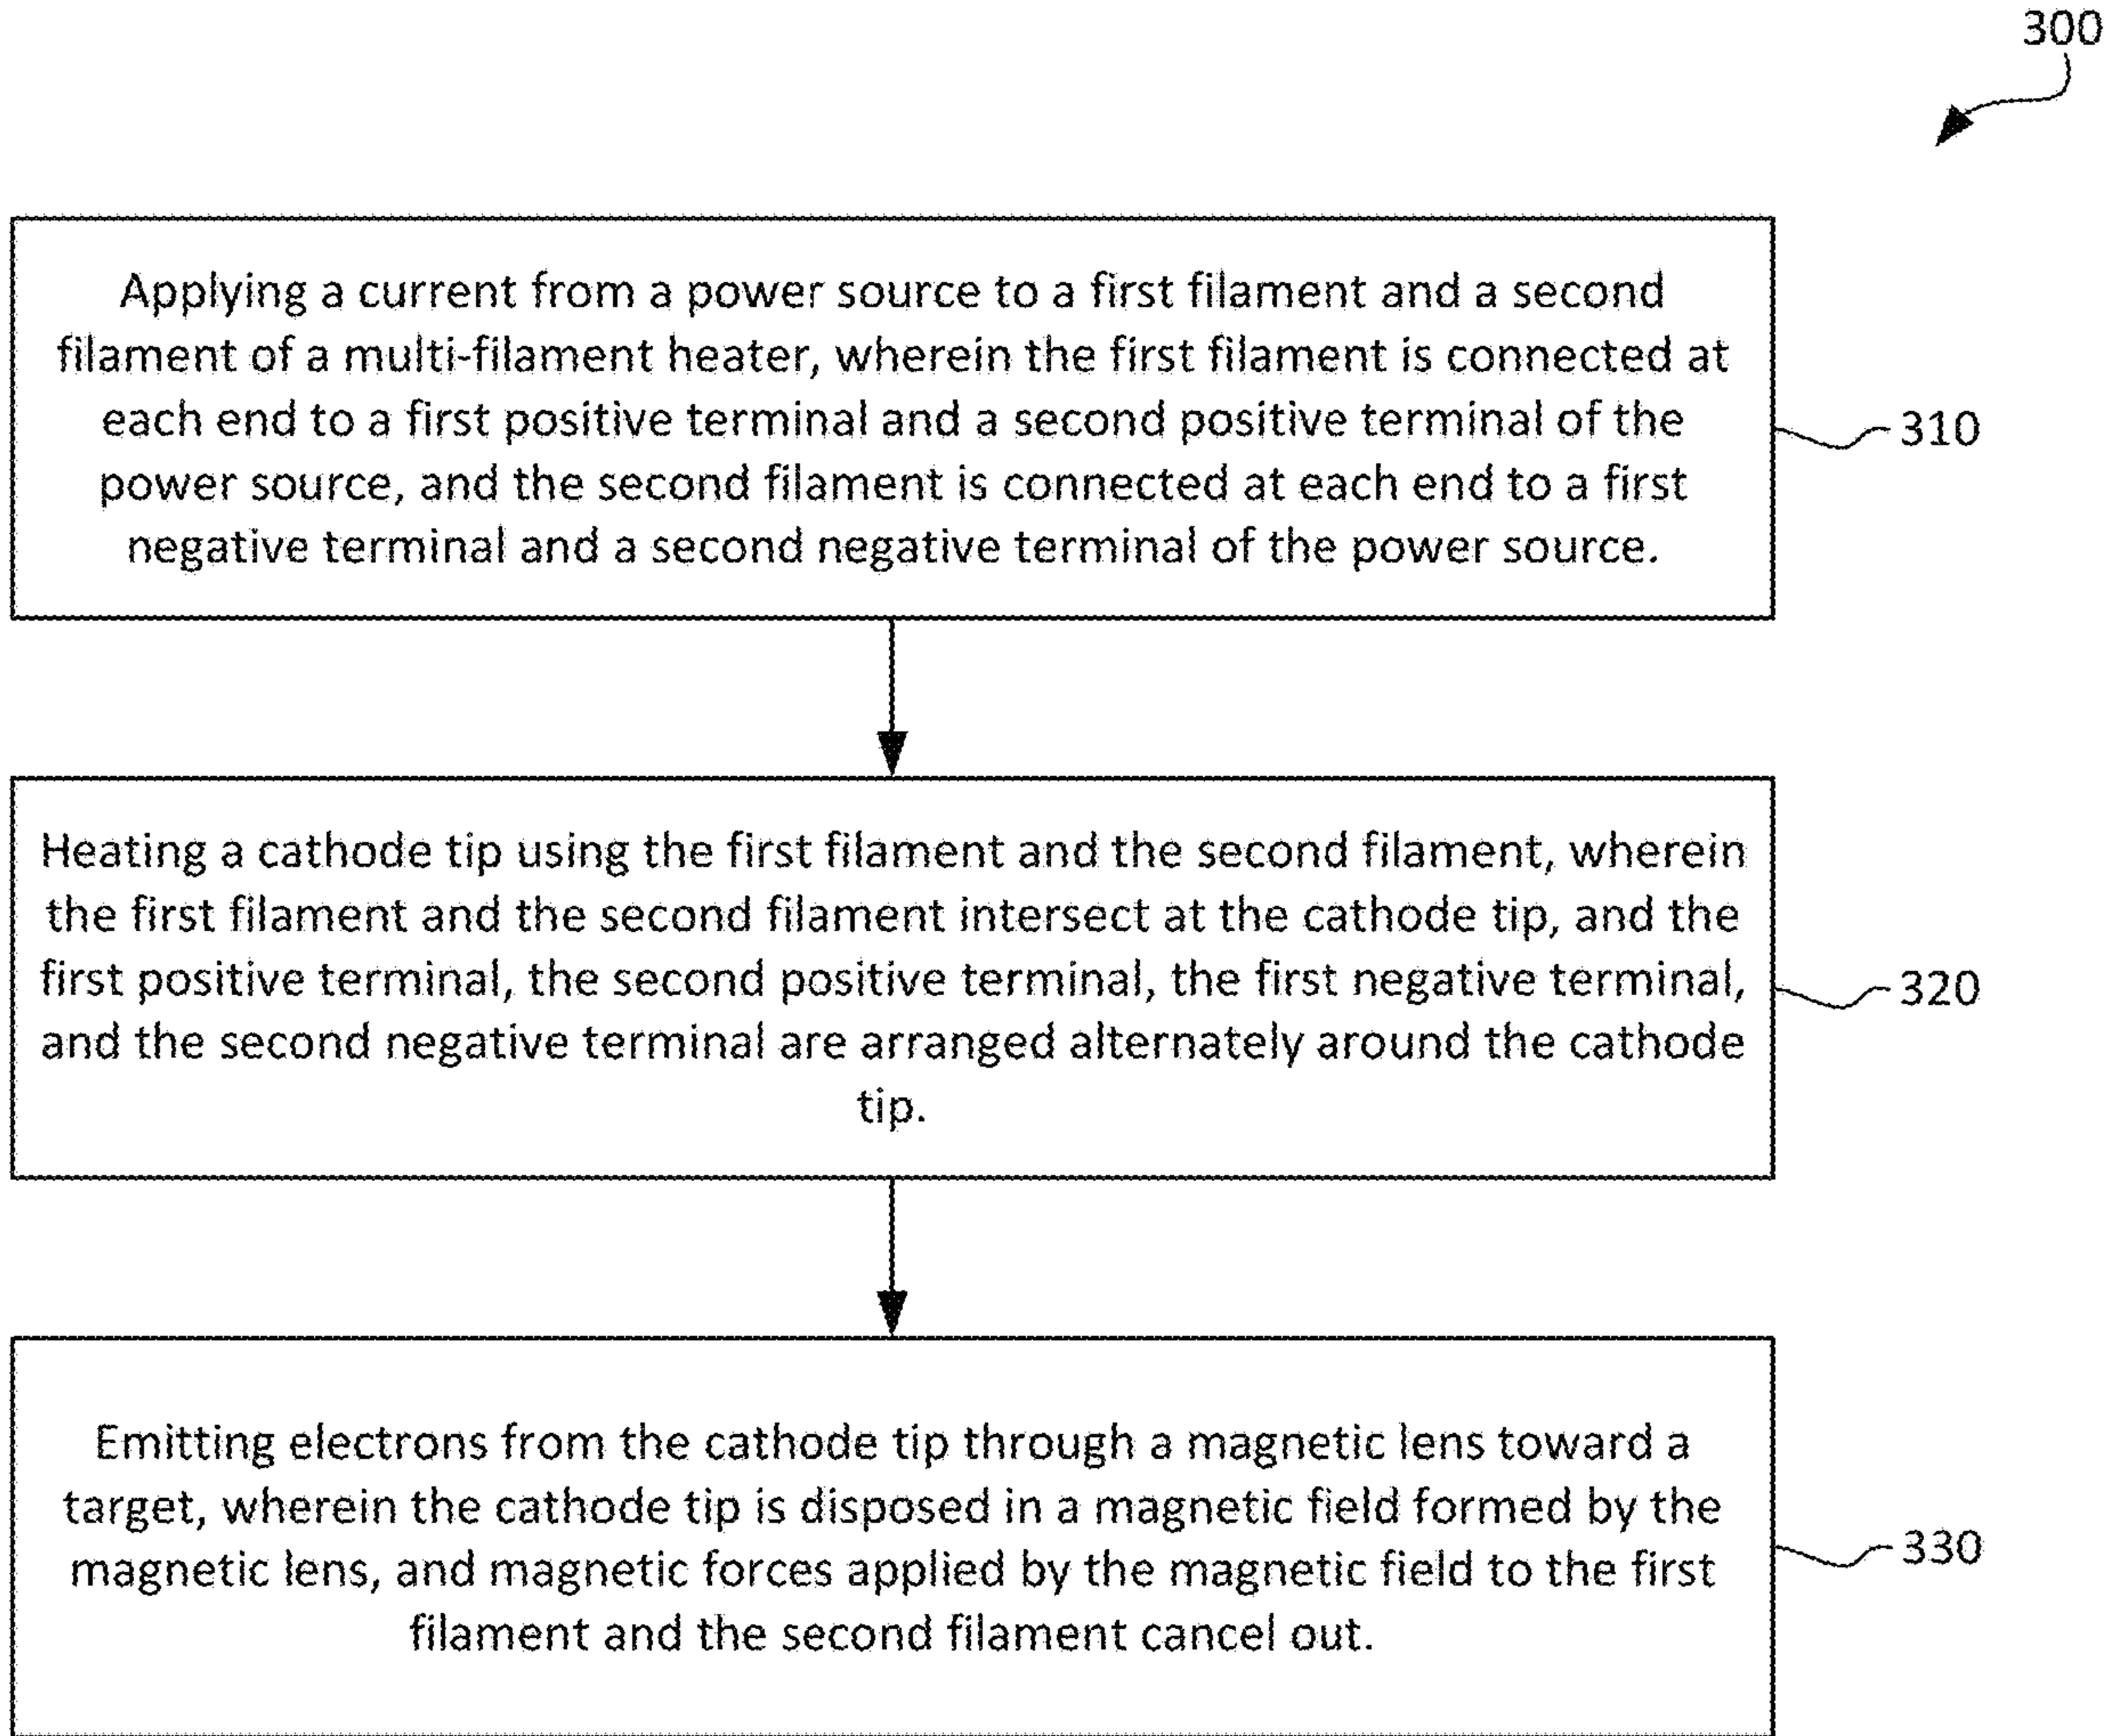 300
Applying a current from a power source to a first filament and a second
filament of a multi-filament heater, wherein the first filament is connected at
each end to a first positive terminal and a second positive terminal of the
power source, and the second filament is connected at each end to a first
negative terminal and a second negative terminal of the power source.
310
Heating a cathode tip using the first filament and the second filament, wherein
the first filament and the second filament intersect at the cathode tip, and the
first positive terminal, the second positive terminal, the first negative terminal,
and the second negative terminal are arranged alternately around the cathode
tip.
320
Emitting electrons from the cathode tip through a magnetic lens toward a
target, wherein the cathode tip is disposed in a magnetic field formed by the
magnetic lens, and magnetic forces applied by the magnetic field to the first
filament and the second filament cancel out.
330